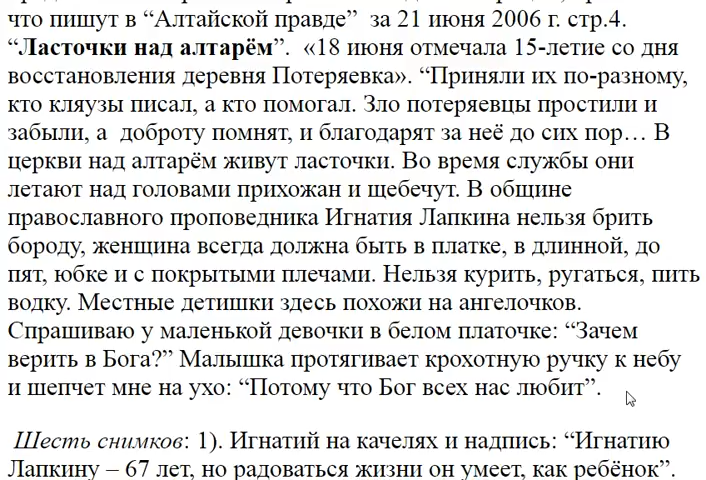 что пишут в “Алтайской правде”  за 21 июня 2006 г. стр.4.
“Ласточки над алтарём”.  «18 июня отмечала 15-летие со дня
восстановления деревня Потеряевка». “Приняли их по-разному,
кто кляузы писал, а кто помогал. Зло потеряевцы простили и
забыли, а  доброту помнят, и благодарят за неё до сих пор… В
церкви над алтарём живут ласточки. Во время службы они
летают над головами прихожан и щебечут. В общине
православного проповедника Игнатия Лапкина нельзя брить
бороду, женщина всегда должна быть в платке, в длинной, до
пят, юбке и с покрытыми плечами. Нельзя курить, ругаться, пить
водку. Местные детишки здесь похожи на ангелочков.
Спрашиваю у маленькой девочки в белом платочке: “Зачем
верить в Бога?” Малышка протягивает крохотную ручку к небу
и шепчет мне на ухо: “Потому что Бог всех нас любит”.
Шесть снимков: 1). Игнатий на качелях и надпись: “Игнатию
Лапкину – 67 лет, но радоваться жизни он умеет, как ребёнок”.